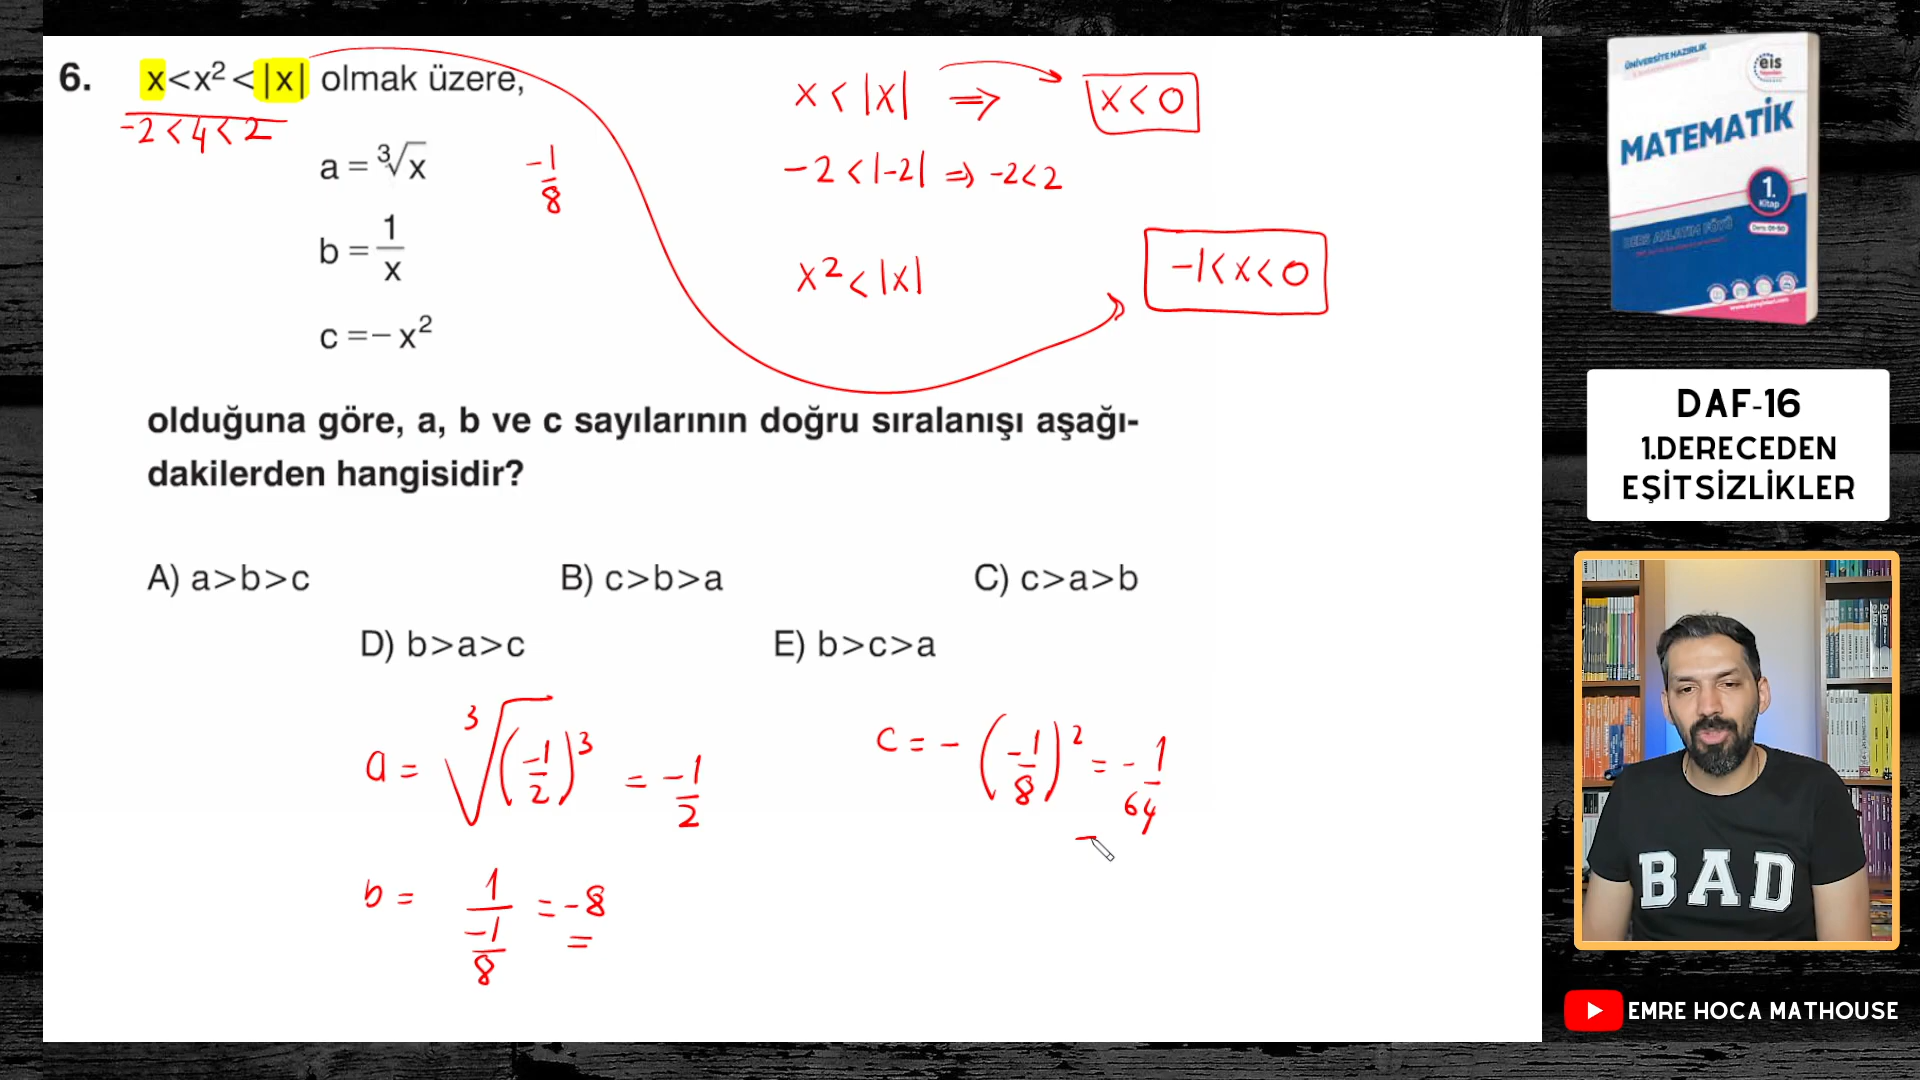 6. x<x²<|x| olmak üzere,
-2<4<2
a = ³√x
-1/8
b = 1/x
c = -x²
x<|x| ⇒ x<0
-2<|-2| ⇒ -2<2
x²<|x|
-1<x<0
olduğuna göre, a, b ve c sayılarının doğru sıralanışı aşağı-
dakilerden hangisidir?
A) a>b>c B) c>b>a C) c>a>b
D) b>a>c E) b>c>a
a = ³√(-1/2)³ = -1/2
b = 1/(-1/8) = -8
c = -(-1/8)² = -1/64
ÜNİVERSİTE HAZIRLIK
eis
MATEMATİK
1.
Kitap
DERS ANLATIM FÖYÜ
DAF-16
1.DERECEDEN
EŞİTSİZLİKLER
BAD
EMRE HOCA MATHOUSE